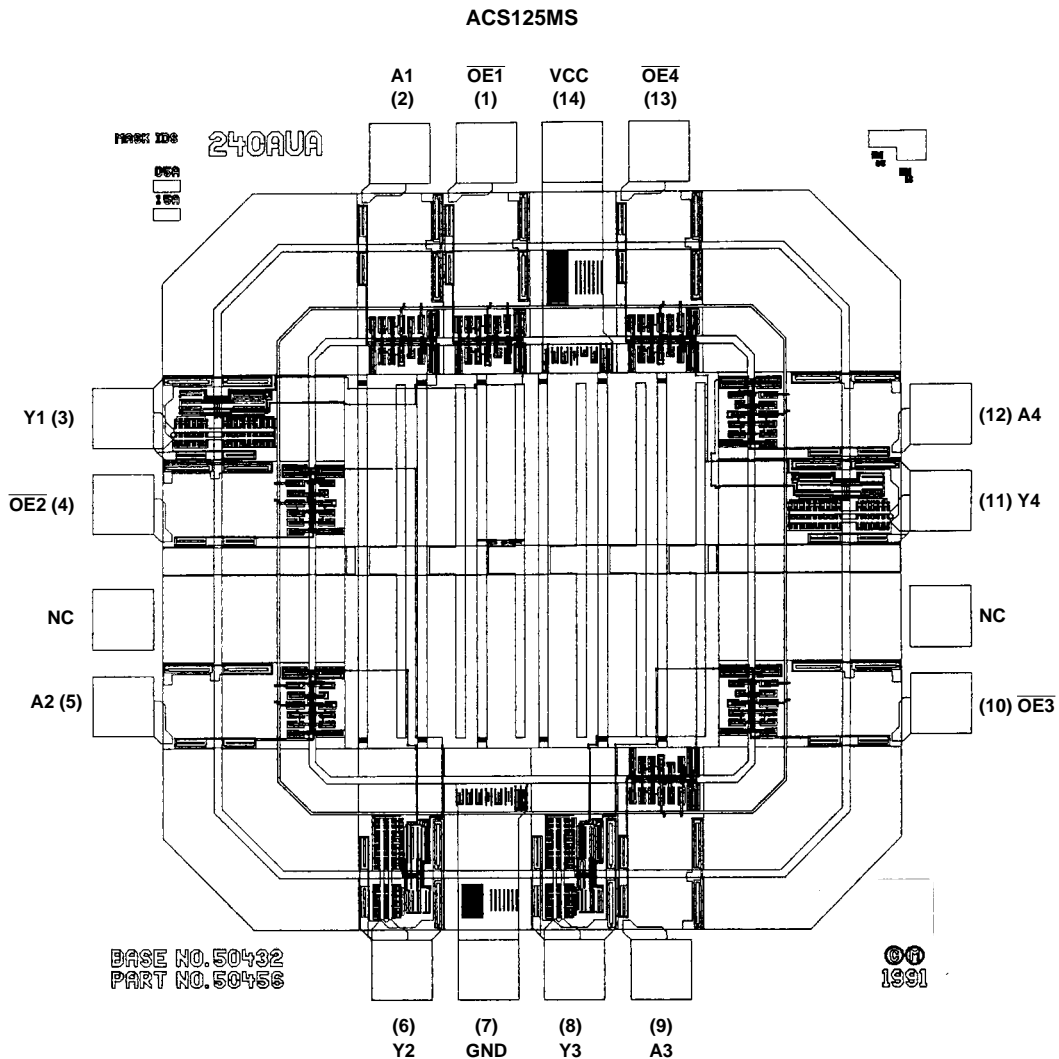 ACS125MS
A1
(2)
OE1
(1)
VCC
(14)
OE4
(13)
MASK IDS
240AUA
05A
15A
Y1 (3)
OE2 (4)
NC
A2 (5)
(12) A4
(11) Y4
NC
(10) OE3
BASE NO. 50432
PART NO. 50456
1991
(6)
Y2
(7)
GND
(8)
Y3
(9)
A3